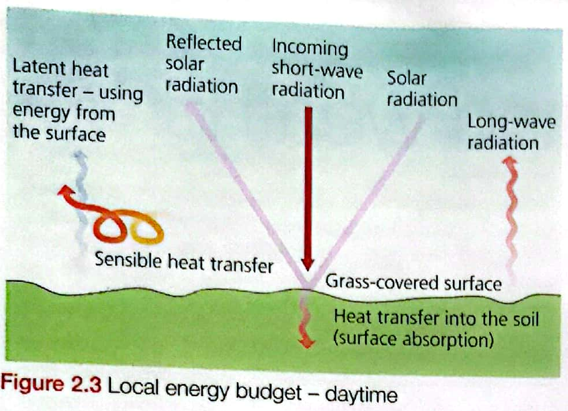 Reflected
solar
radiation
Incoming
short-wave
radiation
Latent heat
transfer – using
energy from
the surface
Solar
radiation
Long-wave
radiation
Sensible heat transfer
Grass-covered surface
Heat transfer into the soil
(surface absorption)
Figure 2.3 Local energy budget – daytime